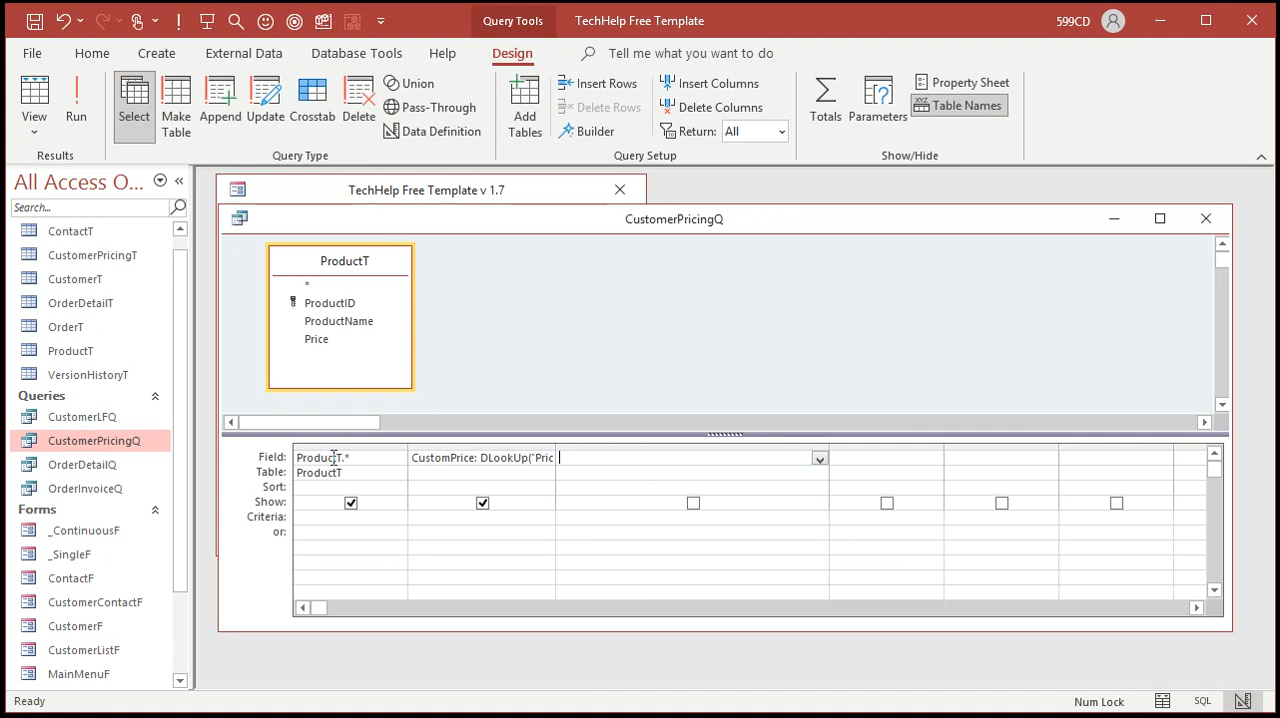 Query Tools
TechHelp Free Template
599CD
File
Home
Create
External Data
Database Tools
Help
Design
Tell me what you want to do
View
Run
Results
Select
Make Table
Append
Update
Crosstab
Delete
Union
Pass-Through
Data Definition
Query Type
Add Tables
Insert Rows
Delete Rows
Builder
Insert Columns
Delete Columns
Return: All
Query Setup
Totals
Parameters
Property Sheet
XYZ
Table Names
Show/Hide
All Access O...
Search...
ContactT
CustomerPricingT
CustomerT
OrderDetailT
OrderT
ProductT
VersionHistoryT
Queries
CustomerLFQ
CustomerPricingQ
OrderDetailQ
OrderInvoiceQ
Forms
_ContinuousF
_SingleF
ContactF
CustomerContactF
CustomerF
CustomerListF
MainMenuF
TechHelp Free Template v 1.7
CustomerPricingQ
ProductT
*
ProductID
ProductName
Price
Field: ProductT.* CustomPrice: DLookUp("Pric
Table: ProductT
Sort:
Show:
Criteria:
or:
Ready
Num Lock
SQL